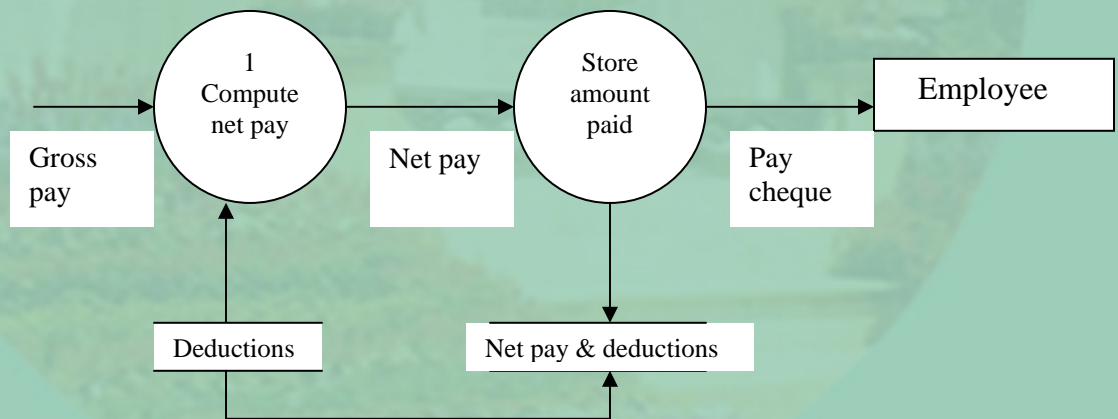 1
Compute
net pay
Store
amount
paid
Employee
Gross
pay
Net pay
Pay
cheque
Deductions
Net pay & deductions